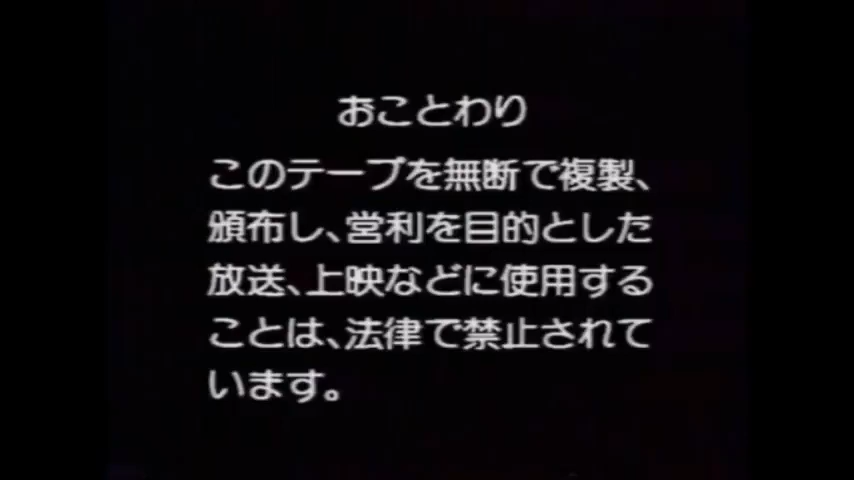 おことわり
このテープを無断で複製、
頒布し、営利を目的とした
放送、上映などに使用する
ことは、法律で禁止されて
います。